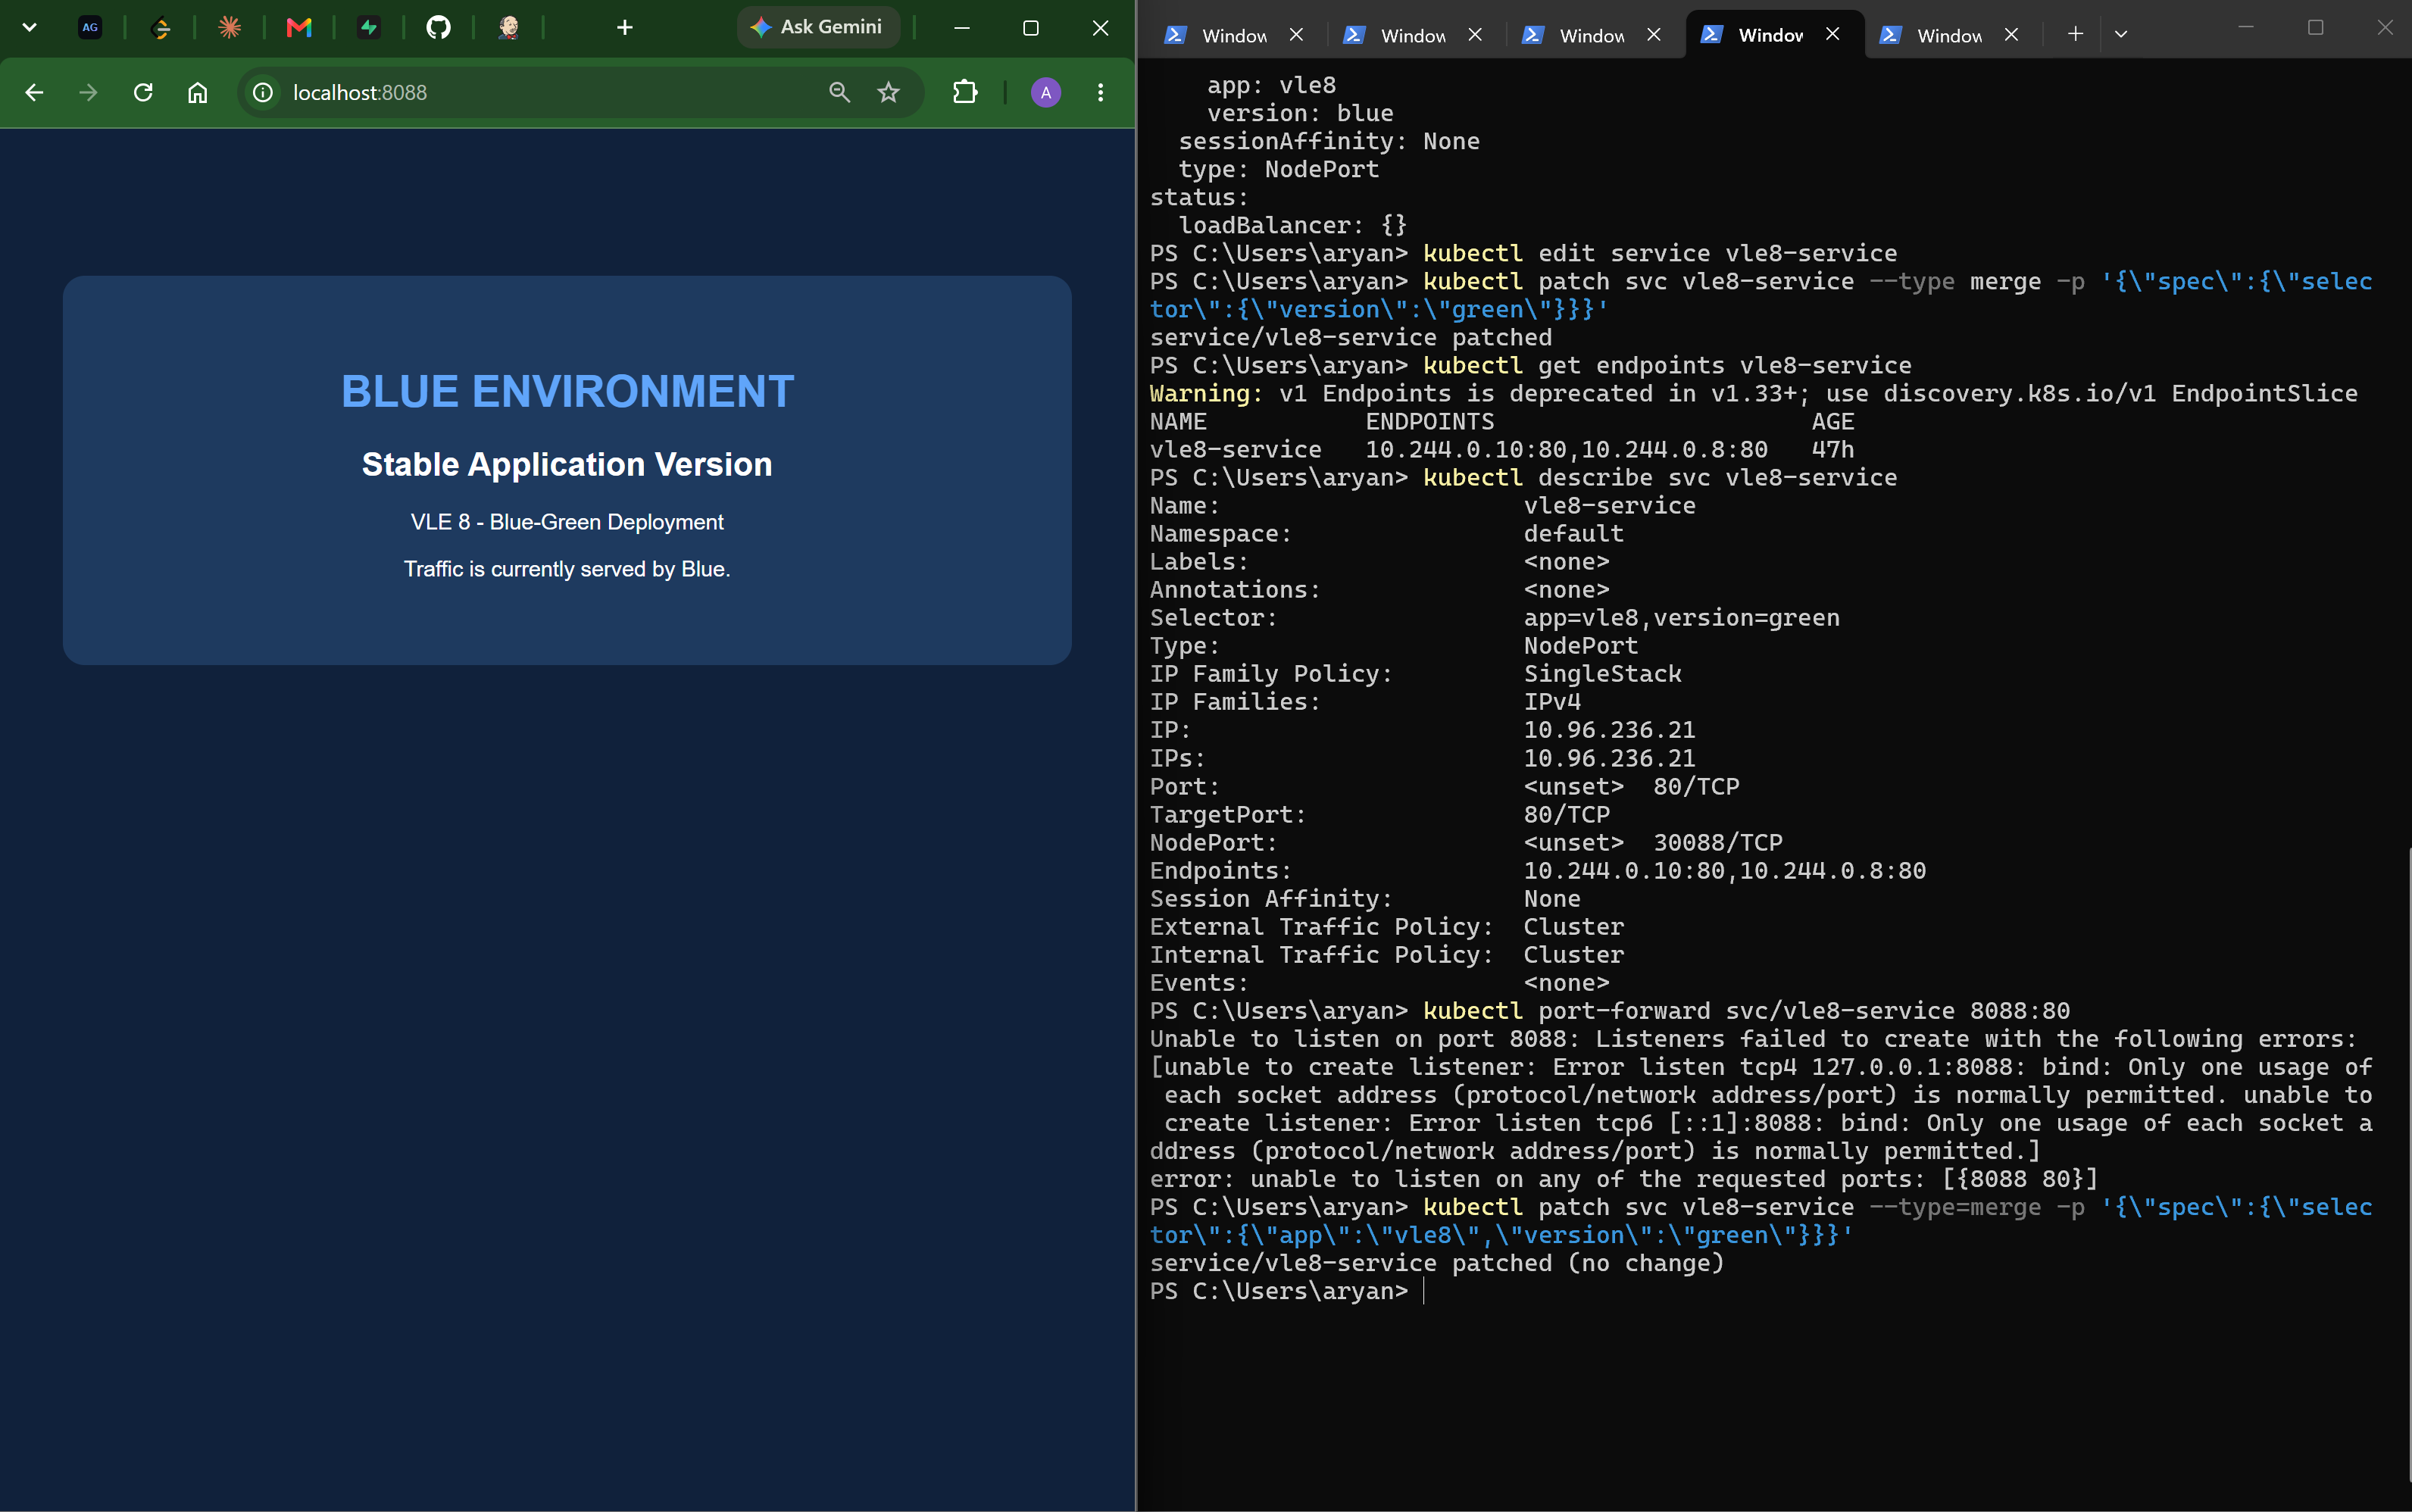 AG
Ask Gemini
localhost:8088
A
BLUE ENVIRONMENT
Stable Application Version
VLE 8 - Blue-Green Deployment
Traffic is currently served by Blue.
Window
Window
Window
Window
Window
    app: vle8
    version: blue
  sessionAffinity: None
  type: NodePort
status:
  loadBalancer: {}
PS C:\Users\aryan> kubectl edit service vle8-service
PS C:\Users\aryan> kubectl patch svc vle8-service --type merge -p '{\"spec\":{\"selec
tor\":{\"version\":\"green\"}}}'
service/vle8-service patched
PS C:\Users\aryan> kubectl get endpoints vle8-service
Warning: v1 Endpoints is deprecated in v1.33+; use discovery.k8s.io/v1 EndpointSlice
NAME           ENDPOINTS                      AGE
vle8-service   10.244.0.10:80,10.244.0.8:80   47h
PS C:\Users\aryan> kubectl describe svc vle8-service
Name:                     vle8-service
Namespace:                default
Labels:                   <none>
Annotations:              <none>
Selector:                 app=vle8,version=green
Type:                     NodePort
IP Family Policy:         SingleStack
IP Families:              IPv4
IP:                       10.96.236.21
IPs:                      10.96.236.21
Port:                     <unset>  80/TCP
TargetPort:               80/TCP
NodePort:                 <unset>  30088/TCP
Endpoints:                10.244.0.10:80,10.244.0.8:80
Session Affinity:         None
External Traffic Policy:  Cluster
Internal Traffic Policy:  Cluster
Events:                   <none>
PS C:\Users\aryan> kubectl port-forward svc/vle8-service 8088:80
Unable to listen on port 8088: Listeners failed to create with the following errors:
[unable to create listener: Error listen tcp4 127.0.0.1:8088: bind: Only one usage of
 each socket address (protocol/network address/port) is normally permitted. unable to
 create listener: Error listen tcp6 [::1]:8088: bind: Only one usage of each socket a
ddress (protocol/network address/port) is normally permitted.]
error: unable to listen on any of the requested ports: [{8088 80}]
PS C:\Users\aryan> kubectl patch svc vle8-service --type=merge -p '{\"spec\":{\"selec
tor\":{\"app\":\"vle8\",\"version\":\"green\"}}}'
service/vle8-service patched (no change)
PS C:\Users\aryan>